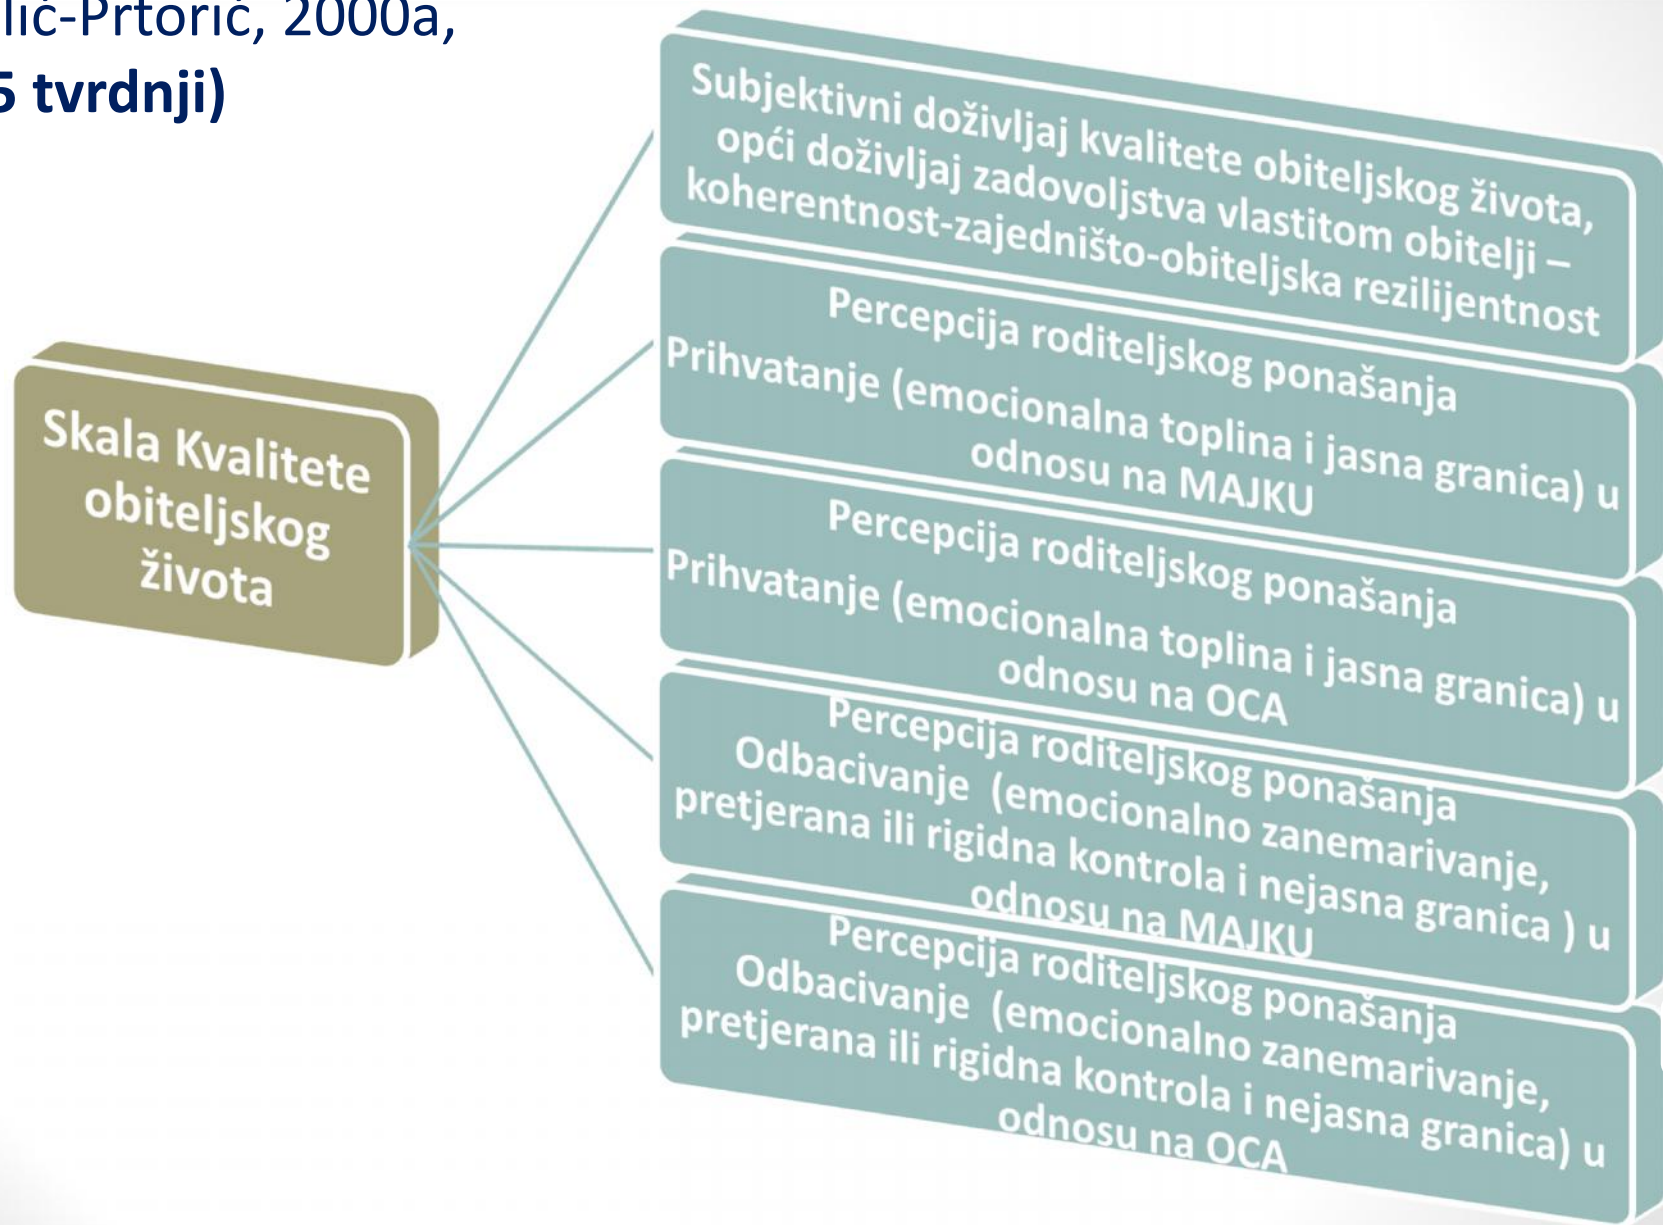 lić-Prtorić, 2000a,
5 tvrdnji)
Skala Kvalitete
obiteljskog
života
Subjektivni doživljaj kvalitete obiteljskog života,
opći doživljaj zadovoljstva vlastitom obitelji –
koherentnost-zajedništo-obiteljska rezilijentnost
Percepcija roditeljskog ponašanja
Prihvatanje (emocionalna toplina i jasna granica) u
odnosu na MAJKU
Percepcija roditeljskog ponašanja
Prihvatanje (emocionalna toplina i jasna granica) u
odnosu na OCA
Percepcija roditeljskog ponašanja
Odbacivanje (emocionalno zanemarivanje,
pretjerana ili rigidna kontrola i nejasna granica ) u
odnosu na MAJKU
Percepcija roditeljskog ponašanja
Odbacivanje (emocionalno zanemarivanje,
pretjerana ili rigidna kontrola i nejasna granica) u
odnosu na OCA